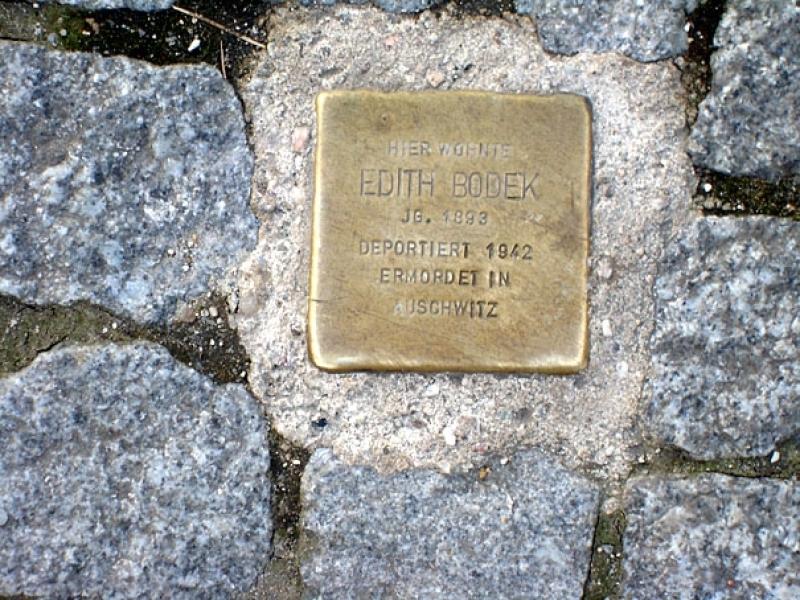 HIER WOHNTE
EDITH BODEK
JG. 1893
DEPORTIERT 1942
ERMORDET IN
AUSCHWITZ